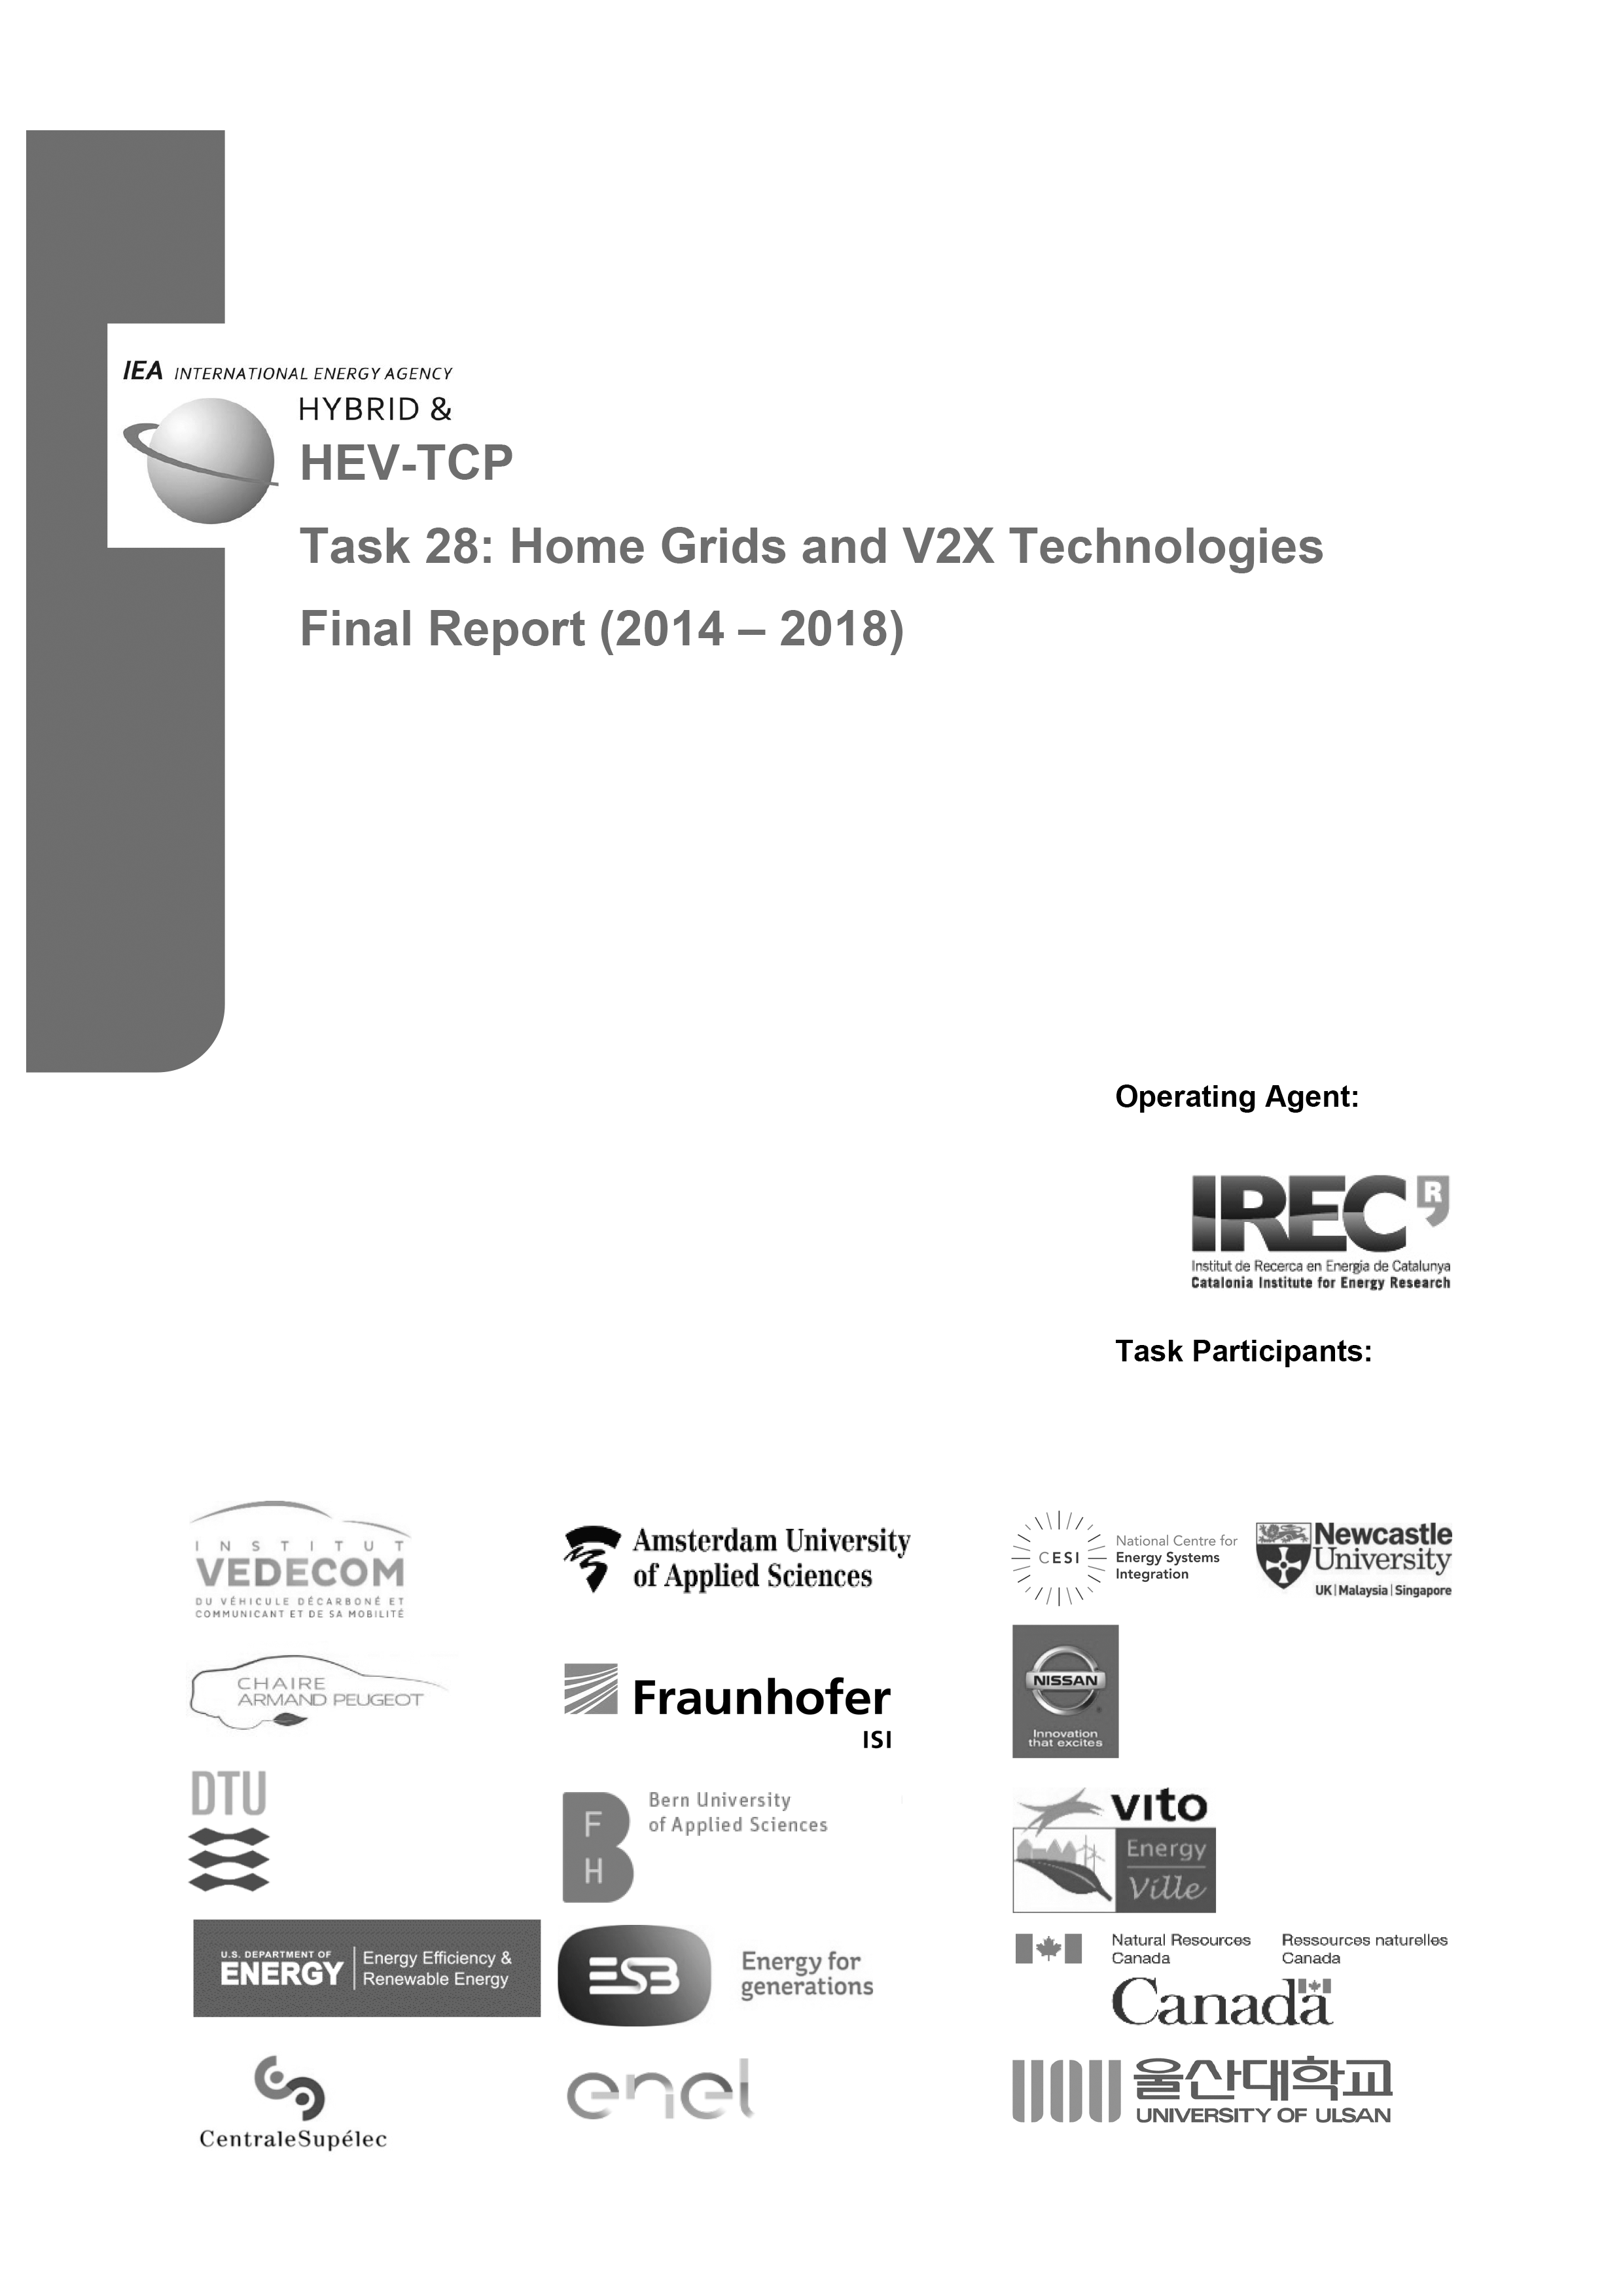 IEA INTERNATIONAL ENERGY AGENCY
HYBRID &
HEV-TCP
Task 28: Home Grids and V2X Technologies
Final Report (2014 – 2018)
Operating Agent:
IREC R
Institut de Recerca en Energia de Catalunya
Catalonia Institute for Energy Research
Task Participants:
INSTITUT
VEDECOM
DU VÉHICULE DÉCARBONÉ ET
COMMUNICANT ET DE SA MOBILITÉ
Amsterdam University
of Applied Sciences
CESI
National Centre for
Energy Systems
Integration
Newcastle
University
UK | Malaysia | Singapore
CHAIRE
ARMAND PEUGEOT
Fraunhofer
ISI
NISSAN
Innovation
that excites
DTU
BFH
Bern University
of Applied Sciences
vito
Energy
Ville
U.S. DEPARTMENT OF
ENERGY
Energy Efficiency &
Renewable Energy
ESB
Energy for
generations
Natural Resources
Canada
Ressources naturelles
Canada
Canada
CentraleSupélec
enel
UOU
울산대학교
UNIVERSITY OF ULSAN